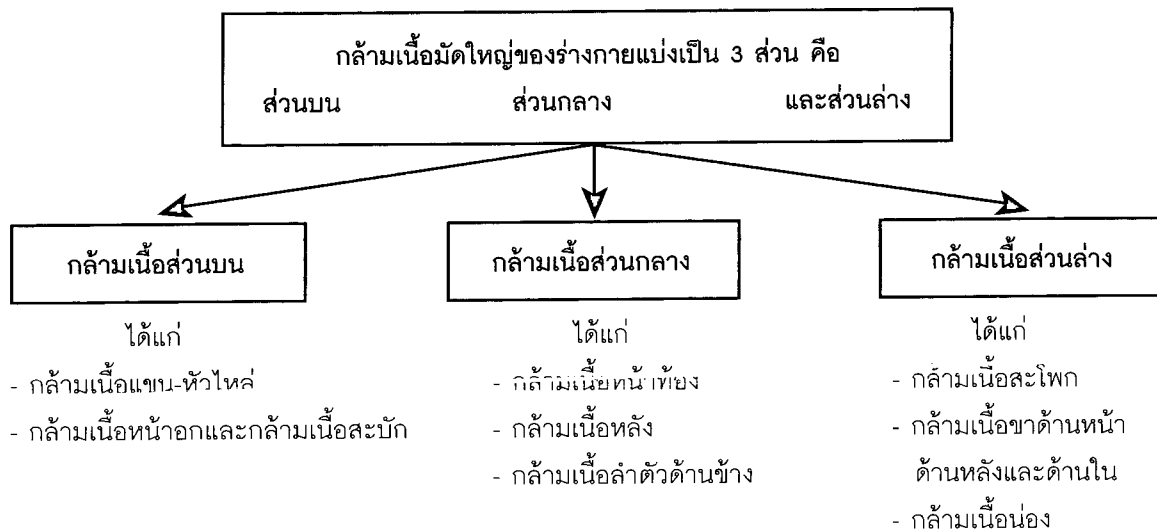 กล้ามเนื้อมัดใหญ่ของร่างกายแบ่งเป็น 3 ส่วน คือ
ส่วนบน ส่วนกลาง และส่วนล่าง
กล้ามเนื้อส่วนบน
ได้แก่
- กล้ามเนื้อแขน-หัวไหล่
- กล้ามเนื้อหน้าอกและกล้ามเนื้อสะบัก
กล้ามเนื้อส่วนกลาง
ได้แก่
- กล้ามเนื้อหน้าท้อง
- กล้ามเนื้อหลัง
- กล้ามเนื้อลำตัวด้านข้าง
กล้ามเนื้อส่วนล่าง
ได้แก่
- กล้ามเนื้อสะโพก
- กล้ามเนื้อขาด้านหน้า
ด้านหลังและด้านใน
- กล้ามเนื้อน่อง